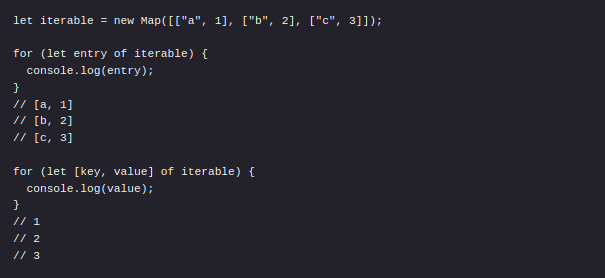 let iterable = new Map([["a", 1], ["b", 2], ["c", 3]]);

for (let entry of iterable) {
  console.log(entry);
}
// [a, 1]
// [b, 2]
// [c, 3]

for (let [key, value] of iterable) {
  console.log(value);
}
// 1
// 2
// 3